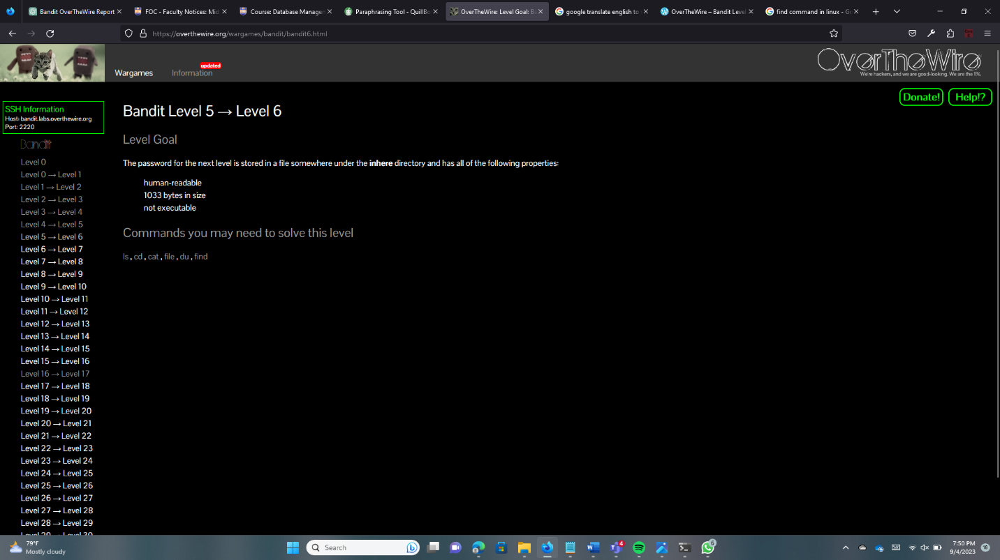 Bandit OverTheWire Report
FOC - Faculty Notices: Mid
Course: Database Managem
Paraphrasing Tool - QuillBo
OverTheWire: Level Goal: Ba
google translate english to
OverTheWire – Bandit Level
find command in linux - Go
https://overthewire.org/wargames/bandit/bandit6.html
Wargames
Information
updated
OverTheWire
We're hackers, and we are good-looking. We are the 1%.
Donate!
Help!?
SSH Information
Host: bandit.labs.overthewire.org
Port: 2220
Bandit
Level 0
Level 0 → Level 1
Level 1 → Level 2
Level 2 → Level 3
Level 3 → Level 4
Level 4 → Level 5
Level 5 → Level 6
Level 6 → Level 7
Level 7 → Level 8
Level 8 → Level 9
Level 9 → Level 10
Level 10 → Level 11
Level 11 → Level 12
Level 12 → Level 13
Level 13 → Level 14
Level 14 → Level 15
Level 15 → Level 16
Level 16 → Level 17
Level 17 → Level 18
Level 18 → Level 19
Level 19 → Level 20
Level 20 → Level 21
Level 21 → Level 22
Level 22 → Level 23
Level 23 → Level 24
Level 24 → Level 25
Level 25 → Level 26
Level 26 → Level 27
Level 27 → Level 28
Level 28 → Level 29
Bandit Level 5 → Level 6
Level Goal
The password for the next level is stored in a file somewhere under the inhere directory and has all of the following properties:
human-readable
1033 bytes in size
not executable
Commands you may need to solve this level
ls , cd , cat , file , du , find
79°F
Mostly cloudy
Search
4
6
7:50 PM
9/4/2023
18